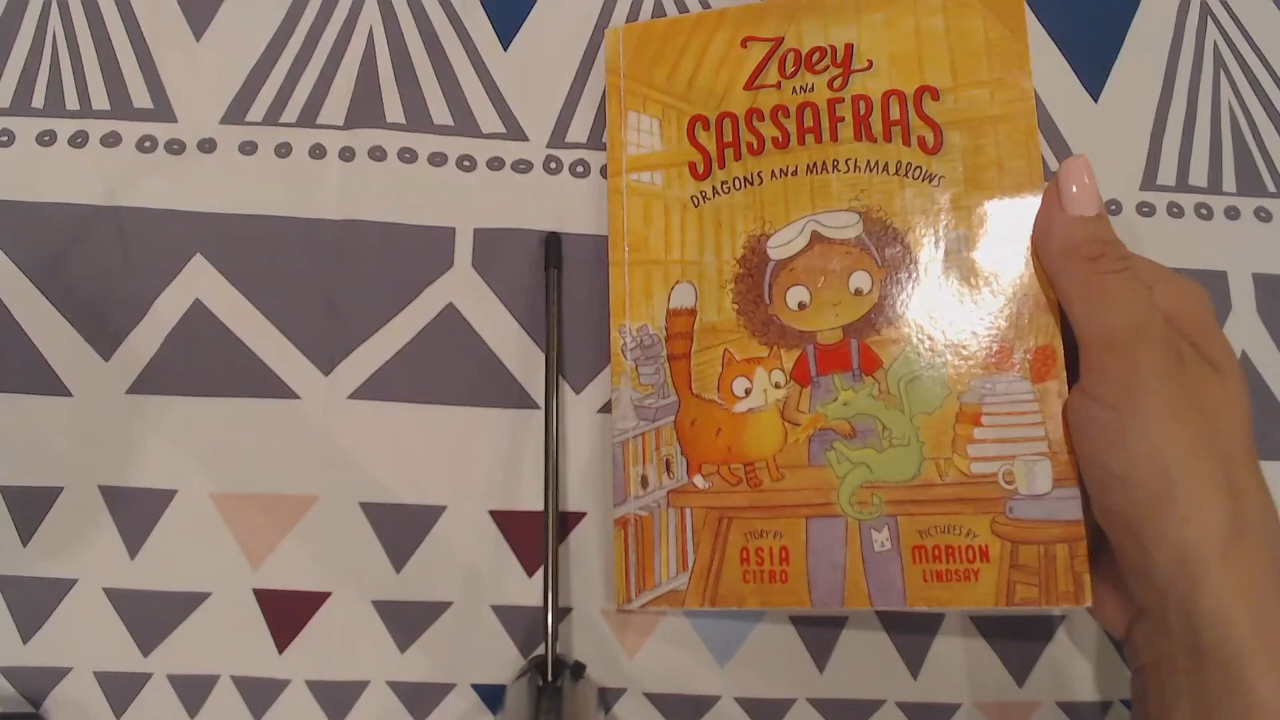 Zoey
AND
SASSAFRAS
DRAGONS AND MARSHMALLOWS
STORY BY
ASIA
CITRO
PICTURES BY
MARION
LINDSAY